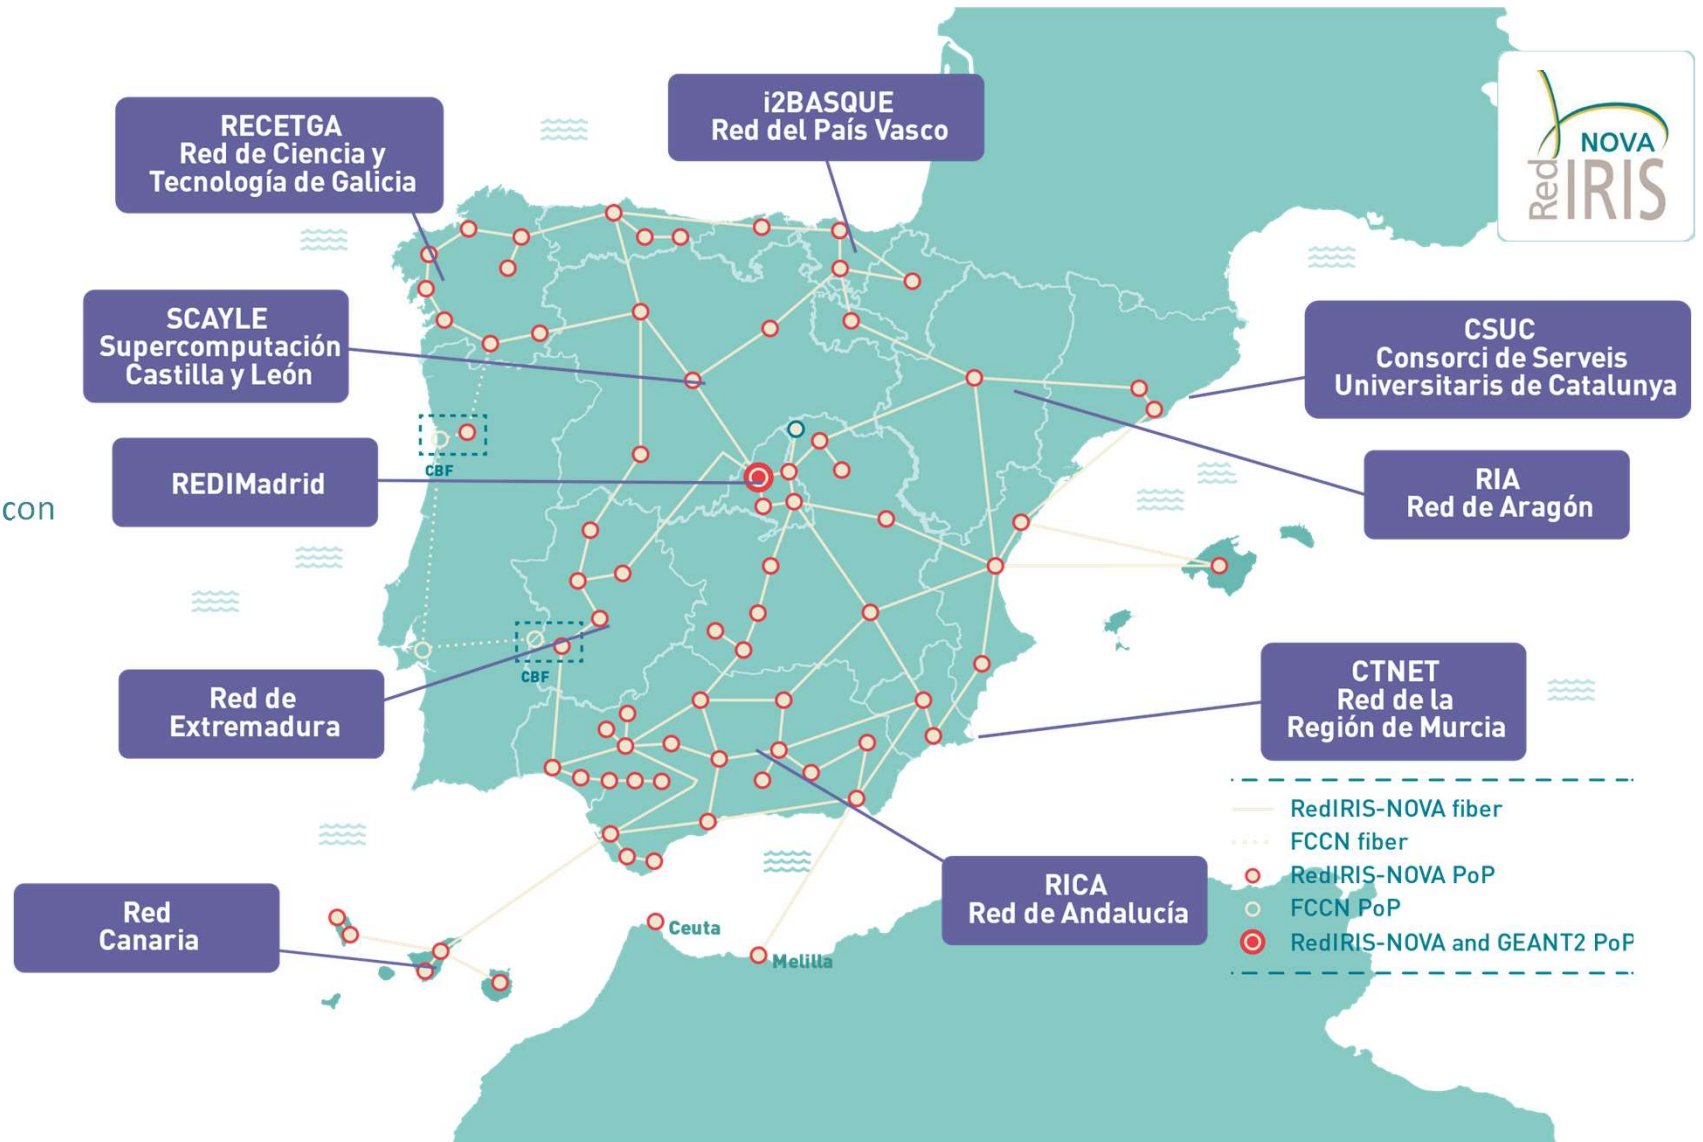 i2BASQUE
Red del País Vasco
RECETGA
Red de Ciencia y
Tecnología de Galicia
NOVA
Red IRIS
SCAYLE
Supercomputación
Castilla y León
CSUC
Consorci de Serveis
Universitaris de Catalunya
CBF
REDIMadrid
RIA
Red de Aragón
con
CBF
Red de
Extremadura
CTNET
Red de la
Región de Murcia
RedIRIS-NOVA fiber
FCCN fiber
RedIRIS-NOVA PoP
FCCN PoP
RedIRIS-NOVA and GEANT2 PoP
RICA
Red de Andalucía
Red
Canaria
Ceuta
Melilla